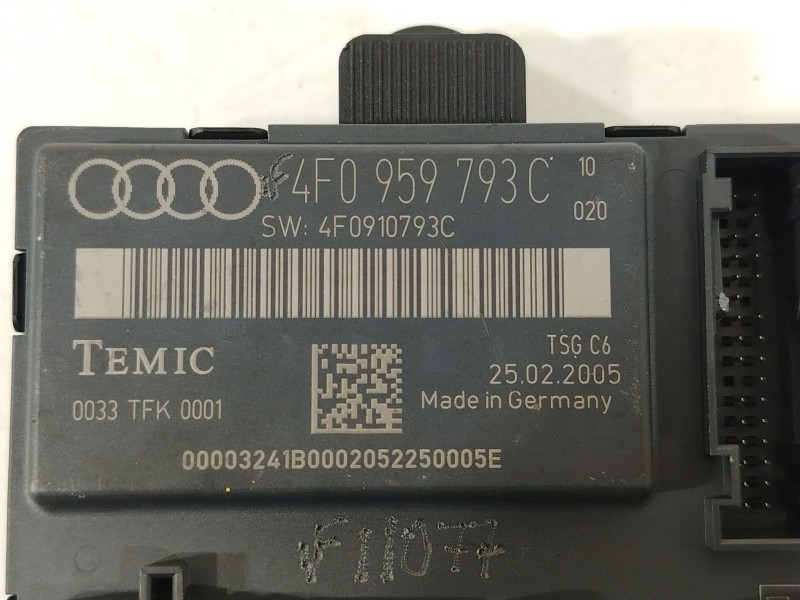 4F0 959 793 C 10
020
SW: 4F0910793C
TEMIC
TSG C6
25.02.2005
0033 TFK 0001
Made in Germany
00003241B0002052250005E
VF11077